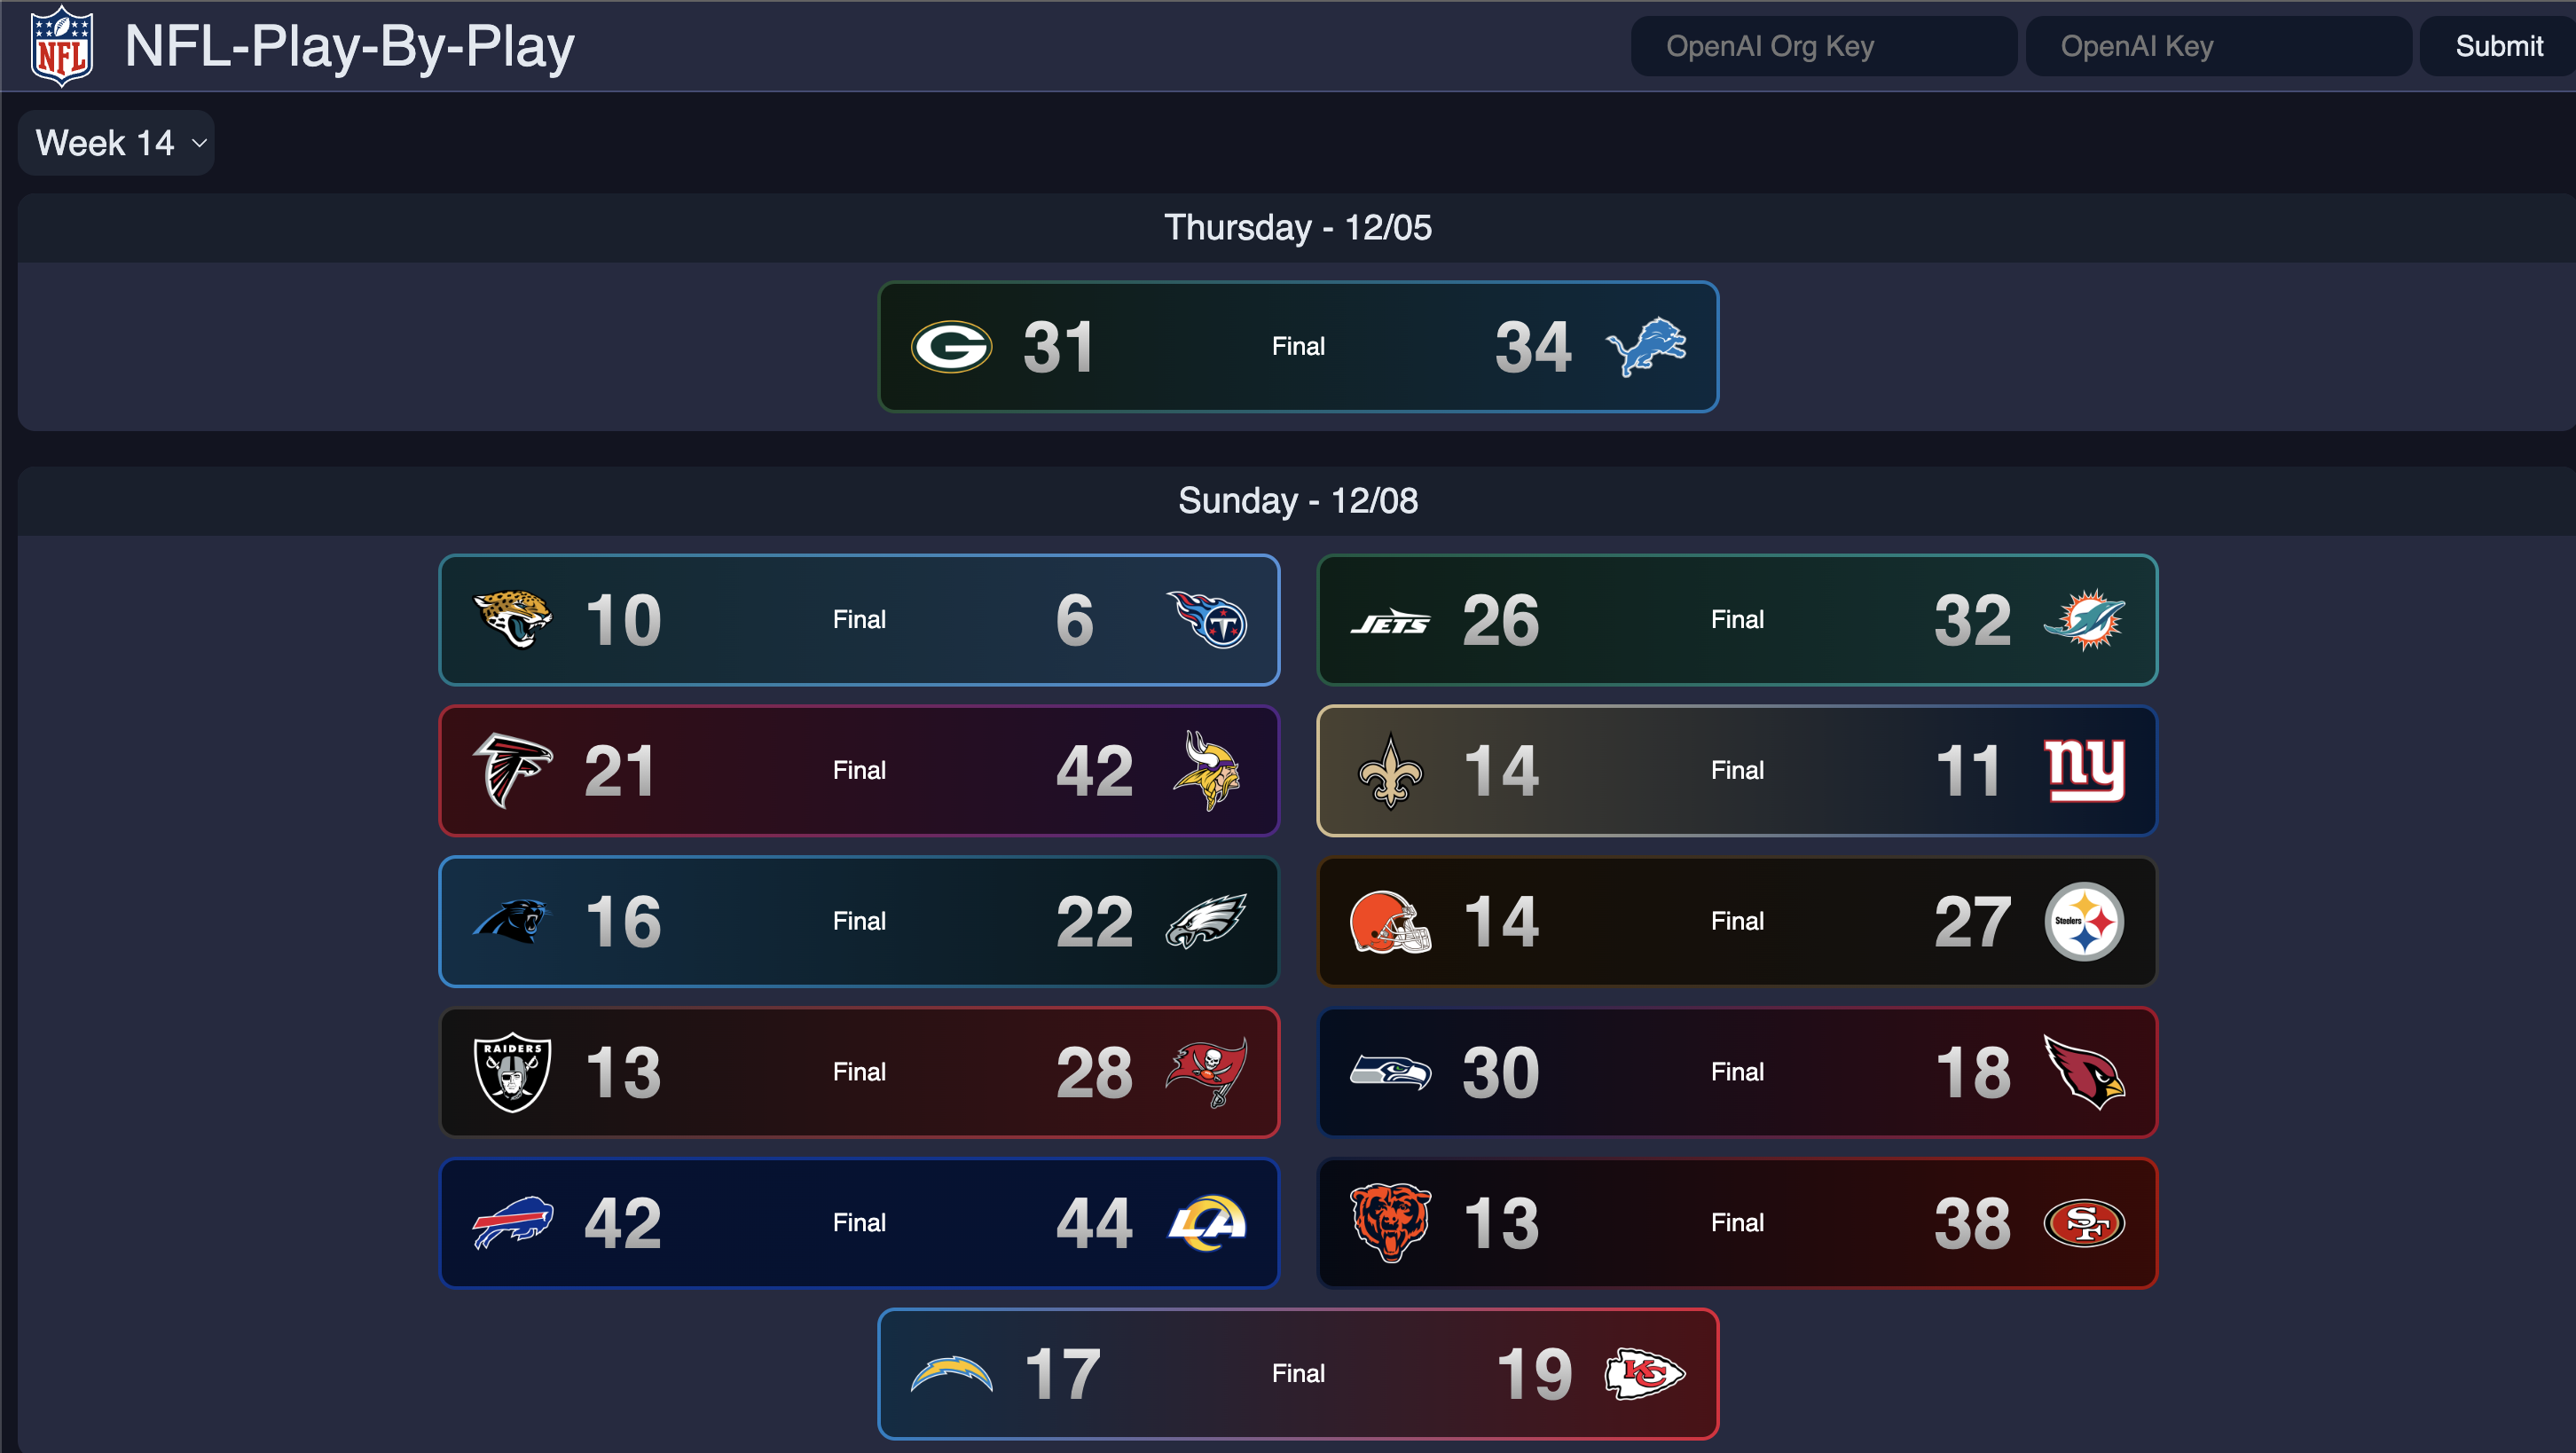 NFL
NFL-Play-By-Play
OpenAI Org Key
OpenAI Key
Submit
Week 14
Thursday - 12/05
G 31 Final 34
Sunday - 12/08
10 Final 6 T
JETS 26 Final 32
21 Final 42
14 Final 11 ny
16 Final 22
14 Final 27 Steelers
RAIDERS 13 Final 28
30 Final 18
42 Final 44 LA
13 Final 38 SF
17 Final 19 KC